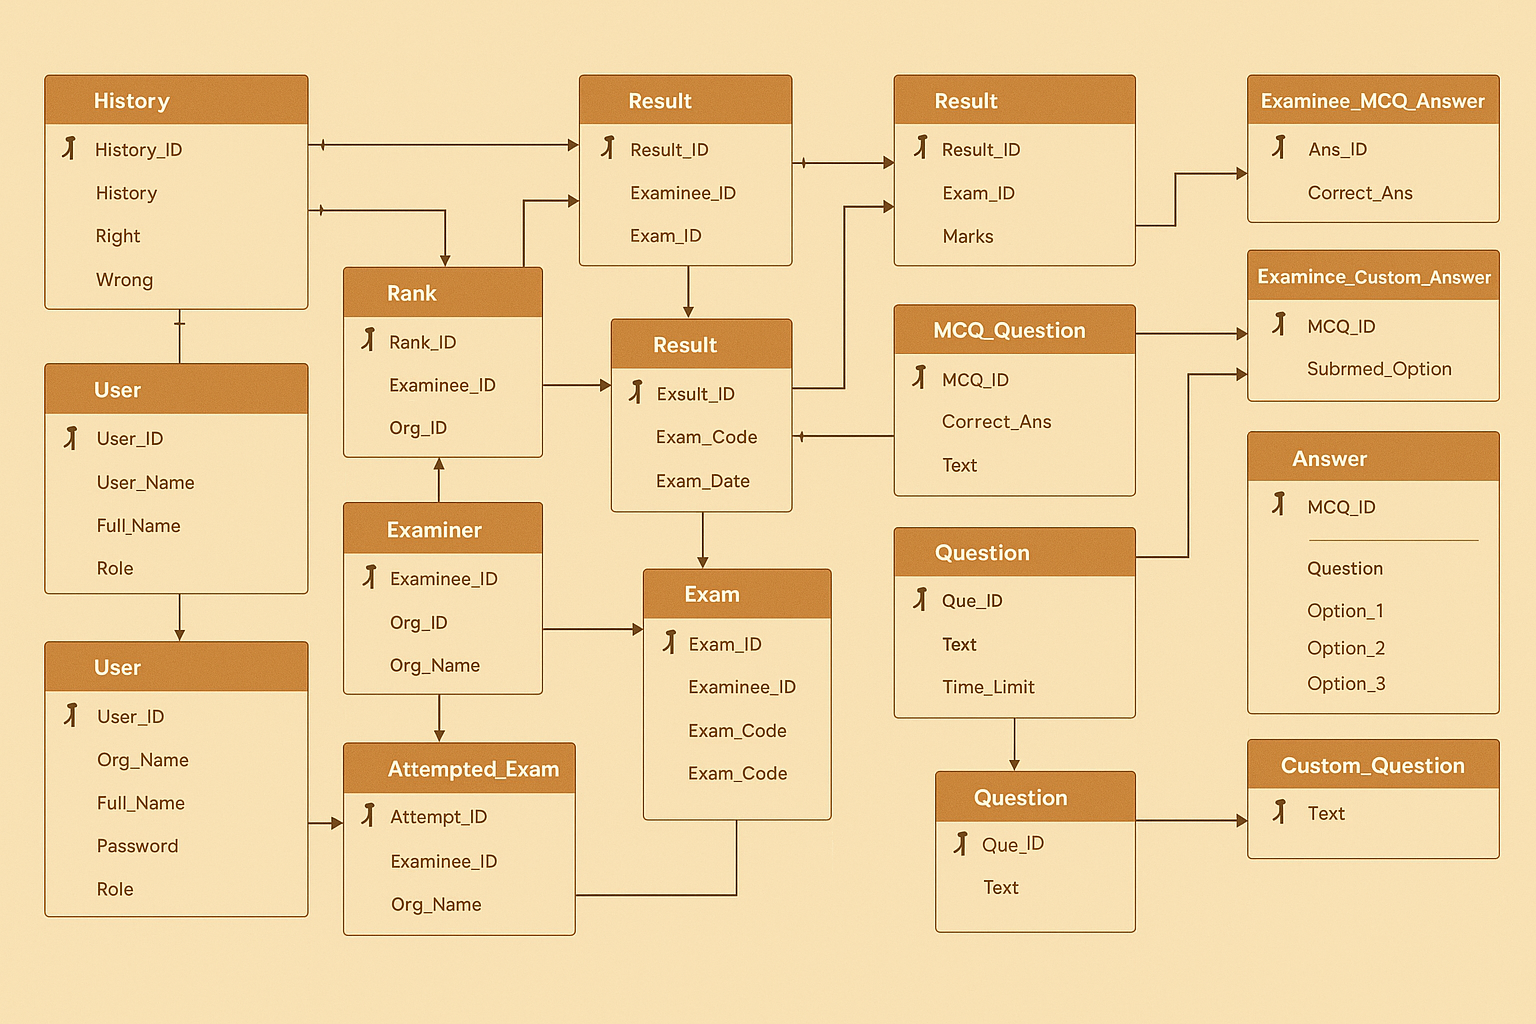 History
History_ID
History
Right
Wrong
User
User_ID
User_Name
Full_Name
Role
User
User_ID
Org_Name
Full_Name
Password
Role
Rank
Rank_ID
Examinee_ID
Org_ID
Examiner
Examinee_ID
Org_ID
Org_Name
Attempted_Exam
Attempt_ID
Examinee_ID
Org_Name
Result
Result_ID
Examinee_ID
Exam_ID
Result
Exsult_ID
Exam_Code
Exam_Date
Exam
Exam_ID
Examinee_ID
Exam_Code
Exam_Code
Result
Result_ID
Exam_ID
Marks
MCQ_Question
MCQ_ID
Correct_Ans
Text
Question
Que_ID
Text
Time_Limit
Question
Que_ID
Text
Examinee_MCQ_Answer
Ans_ID
Correct_Ans
Examince_Custom_Answer
MCQ_ID
Subrmed_Option
Answer
MCQ_ID
Question
Option_1
Option_2
Option_3
Custom_Question
Text